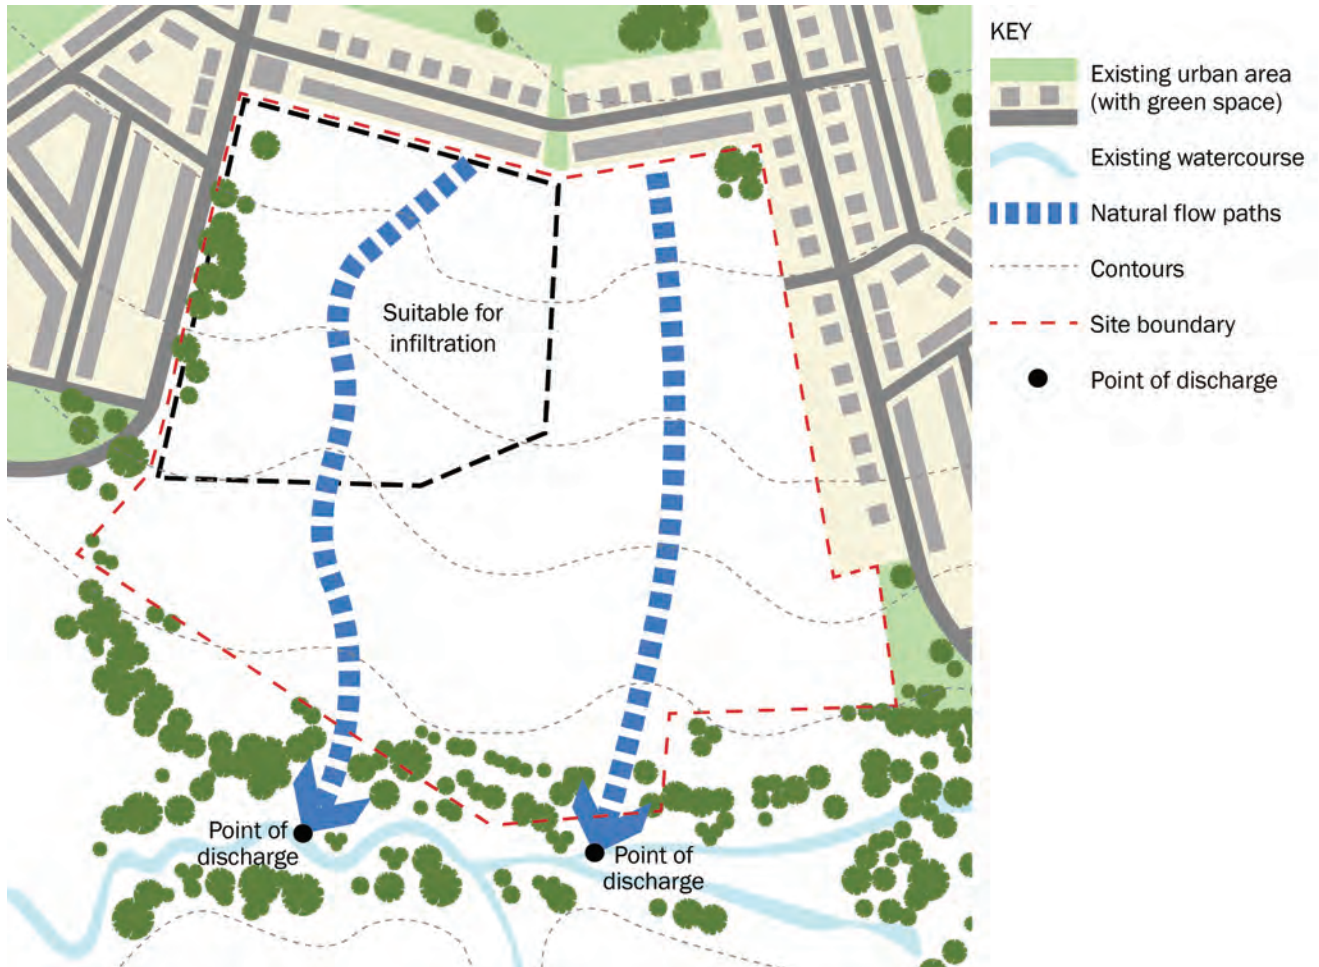 Suitable for
infiltration
Point of
discharge
Point of
discharge
KEY
Existing urban area
(with green space)
Existing watercourse
Natural flow paths
Contours
Site boundary
Point of discharge